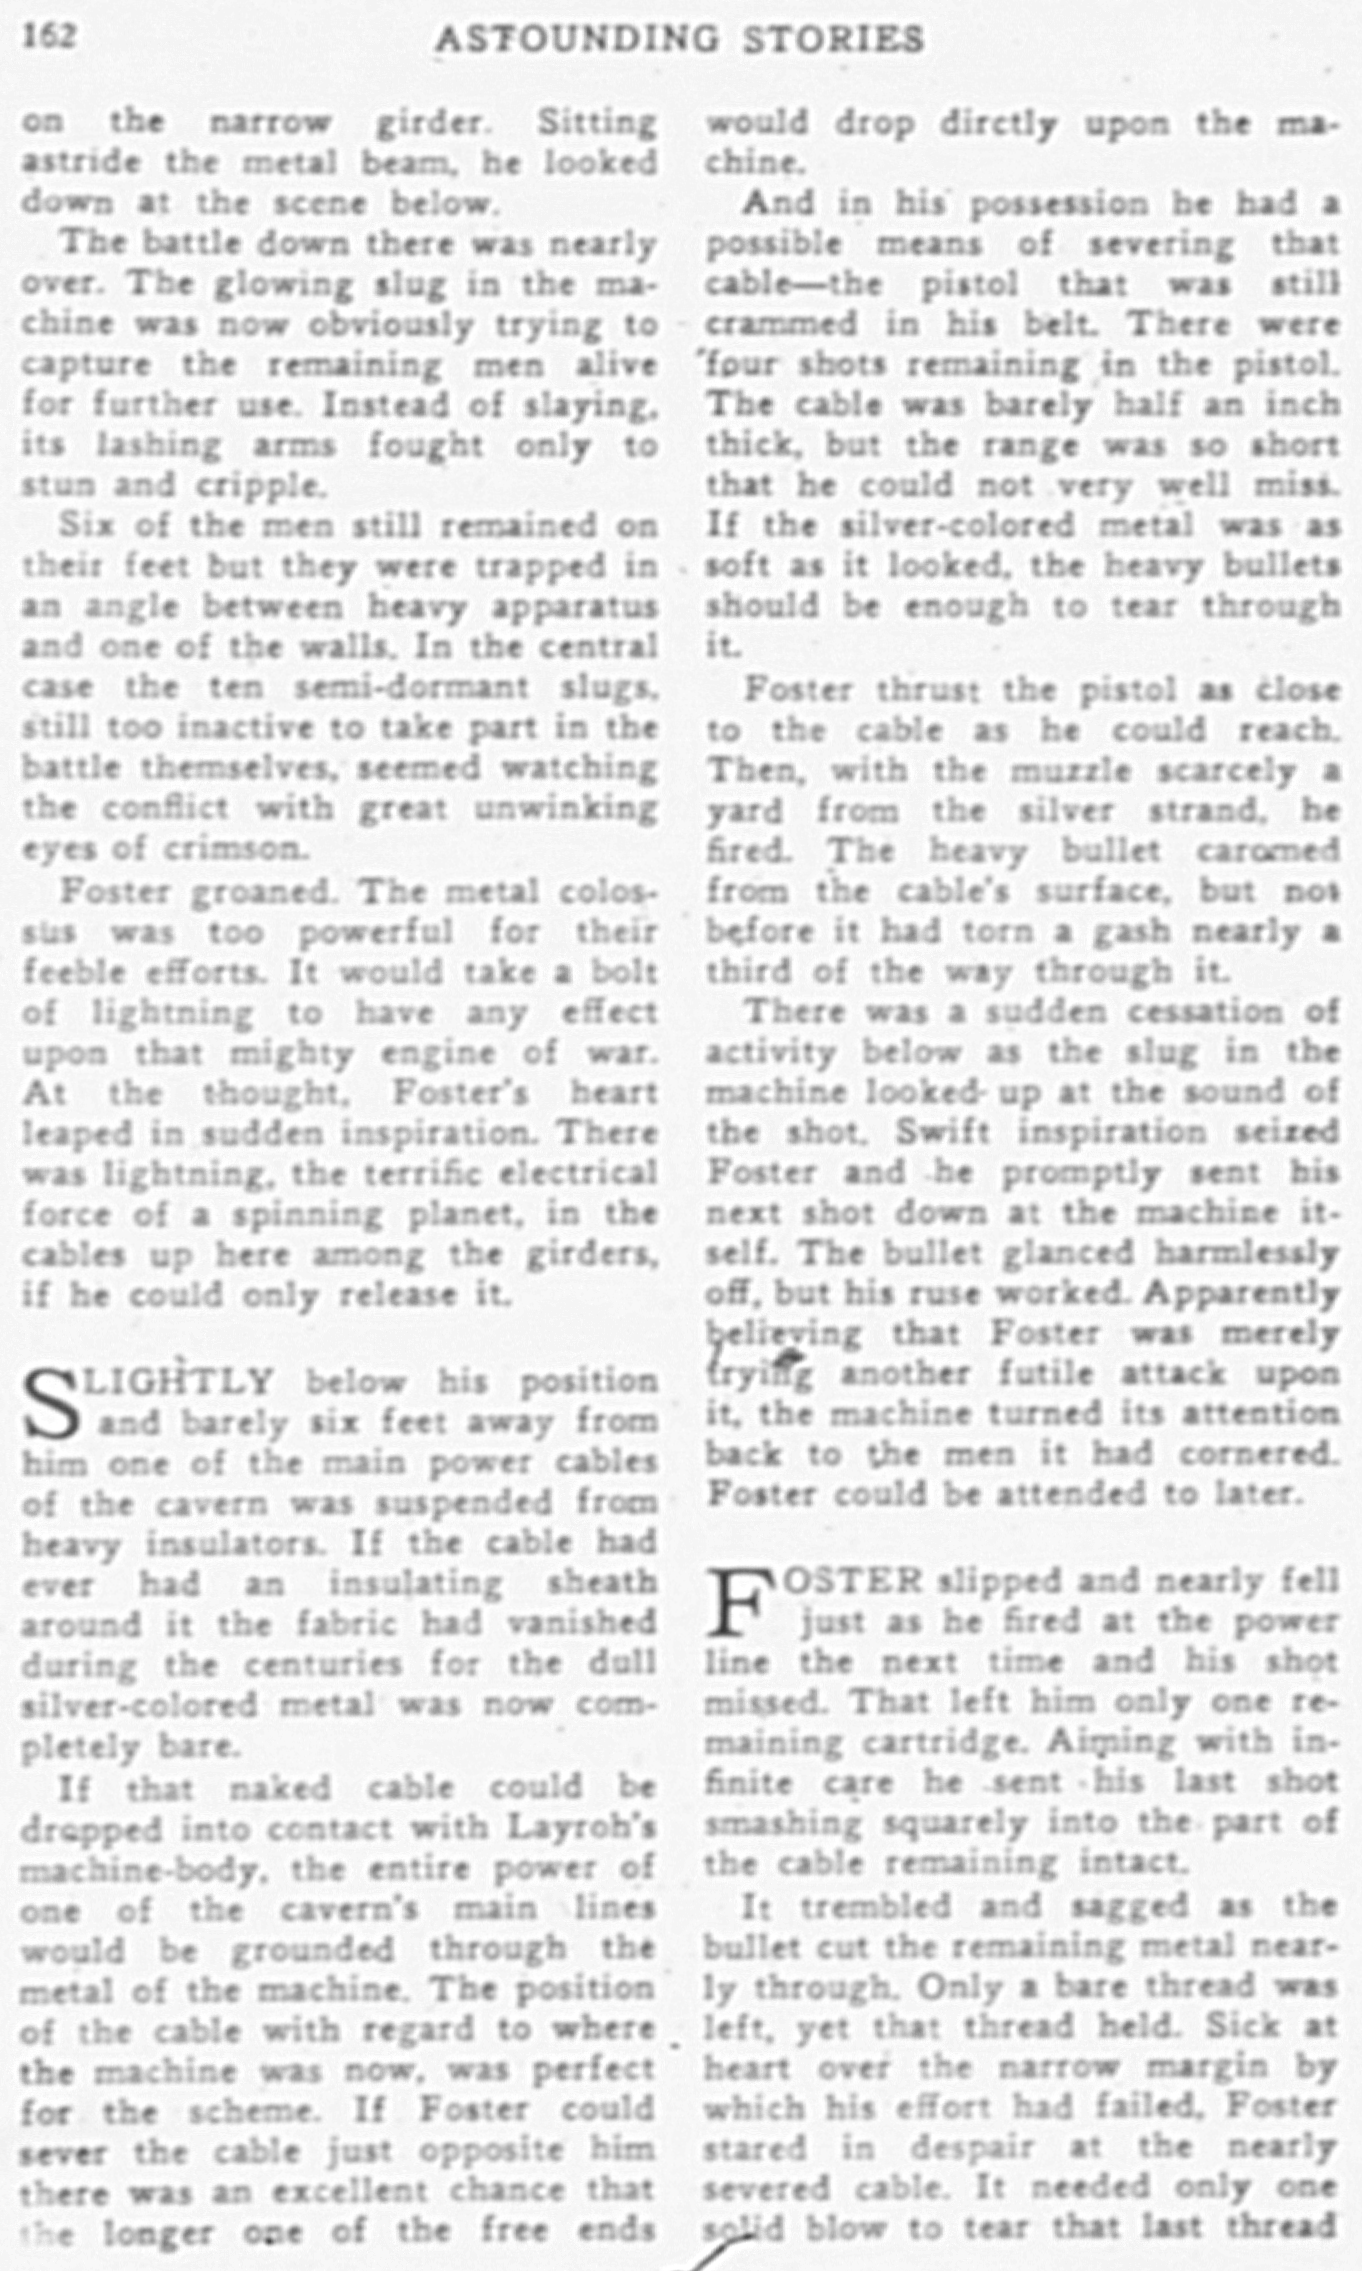 162
ASTOUNDING STORIES
on the narrow girder. Sitting
astride the metal beam, he looked
down at the scene below.
The battle down there was nearly
over. The glowing slug in the ma-
chine was now obviously trying to
capture the remaining men alive
for further use. Instead of slaying,
its lashing arms fought only to
stun and cripple.
Six of the men still remained on
their feet but they were trapped in
an angle between heavy apparatus
and one of the walls. In the central
case the ten semi-dormant slugs,
still too inactive to take part in the
battle themselves, seemed watching
the conflict with great unwinking
eyes of crimson.
Foster groaned. The metal colos-
sus was too powerful for their
feeble efforts. It would take a bolt
of lightning to have any effect
upon that mighty engine of war.
At the thought, Foster's heart
leaped in sudden inspiration. There
was lightning, the terrific electrical
force of a spinning planet, in the
cables up here among the girders,
if he could only release it.
SLIGHTLY below his position
and barely six feet away from
him one of the main power cables
of the cavern was suspended from
heavy insulators. If the cable had
ever had an insulating sheath
around it the fabric had vanished
during the centuries for the dull
silver-colored metal was now com-
pletely bare.
If that naked cable could be
dropped into contact with Layroh's
machine-body, the entire power of
one of the cavern's main lines
would be grounded through the
metal of the machine. The position
of the cable with regard to where
the machine was now, was perfect
for the scheme. If Foster could
sever the cable just opposite him
there was an excellent chance that
the longer one of the free ends
would drop dirctly upon the ma-
chine.
And in his possession he had a
possible means of severing that
cable—the pistol that was still
crammed in his belt. There were
four shots remaining in the pistol.
The cable was barely half an inch
thick, but the range was so short
that he could not very well miss.
If the silver-colored metal was as
soft as it looked, the heavy bullets
should be enough to tear through
it.
Foster thrust the pistol as close
to the cable as he could reach.
Then, with the muzzle scarcely a
yard from the silver strand, he
fired. The heavy bullet caromed
from the cable's surface, but not
before it had torn a gash nearly a
third of the way through it.
There was a sudden cessation of
activity below as the slug in the
machine looked up at the sound of
the shot. Swift inspiration seized
Foster and he promptly sent his
next shot down at the machine it-
self. The bullet glanced harmlessly
off, but his ruse worked. Apparently
believing that Foster was merely
trying another futile attack upon
it, the machine turned its attention
back to the men it had cornered.
Foster could be attended to later.
FOSTER slipped and nearly fell
just as he fired at the power
line the next time and his shot
missed. That left him only one re-
maining cartridge. Aiming with in-
finite care he sent his last shot
smashing squarely into the part of
the cable remaining intact.
It trembled and sagged as the
bullet cut the remaining metal near-
ly through. Only a bare thread was
left, yet that thread held. Sick at
heart over the narrow margin by
which his effort had failed, Foster
stared in despair at the nearly
severed cable. It needed only one
solid blow to tear that last thread